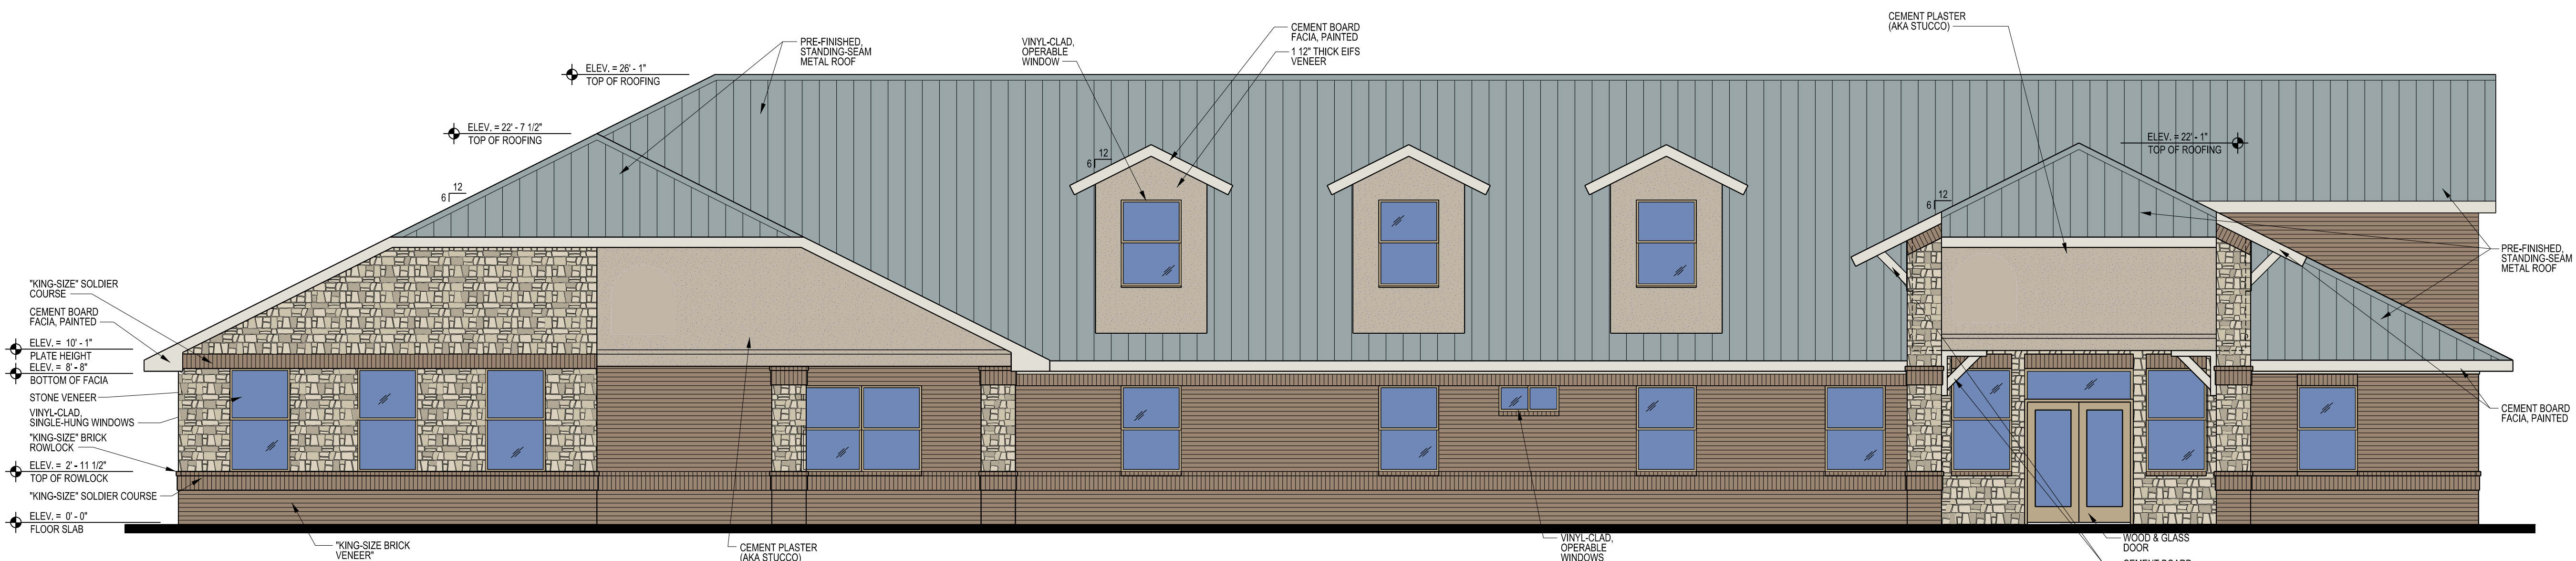 CEMENT PLASTER
(AKA STUCCO)
CEMENT BOARD
FACIA, PAINTED
1 12" THICK EIFS
VENEER
VINYL-CLAD,
OPERABLE
WINDOW
PRE-FINISHED,
STANDING-SEAM
METAL ROOF
ELEV. = 26' - 1"
TOP OF ROOFING
ELEV. = 22' - 7 1/2"
TOP OF ROOFING
ELEV. = 22' - 1"
TOP OF ROOFING
12
6
12
6
12
6
PRE-FINISHED,
STANDING-SEAM
METAL ROOF
"KING-SIZE" SOLDIER
COURSE
CEMENT BOARD
FACIA, PAINTED
ELEV. = 10' - 1"
PLATE HEIGHT
ELEV. = 8' - 8"
BOTTOM OF FACIA
STONE VENEER
VINYL-CLAD,
SINGLE-HUNG WINDOWS
"KING-SIZE" BRICK
ROWLOCK
ELEV. = 2' - 11 1/2"
TOP OF ROWLOCK
"KING-SIZE" SOLDIER COURSE
ELEV. = 0' - 0"
FLOOR SLAB
CEMENT BOARD
FACIA, PAINTED
"KING-SIZE BRICK
VENEER"
CEMENT PLASTER
(AKA STUCCO)
VINYL-CLAD,
OPERABLE
WINDOWS
WOOD & GLASS
DOOR
CEMENT BOARD